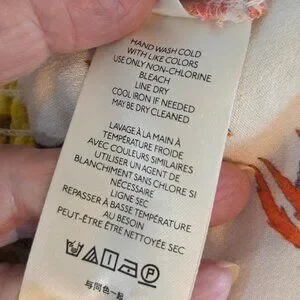 HAND WASH COLD
WITH LIKE COLORS
USE ONLY NON-CHLORINE
BLEACH
LINE DRY
COOL IRON IF NEEDED
MAY BE DRY CLEANED
LAVAGE À LA MAIN À
TEMPÉRATURE FROIDE
AVEC COULEURS SIMILAIRES
UTILISER UN AGENT DE
BLANCHIMENT SANS CHLORE SI
NÉCESSAIRE
LIGNE SEC
REPASSER À BASSE TEMPÉRATURE
AU BESOIN
PEUT-ÊTRE ÊTRE NETTOYÉE SEC
P
与同色一起